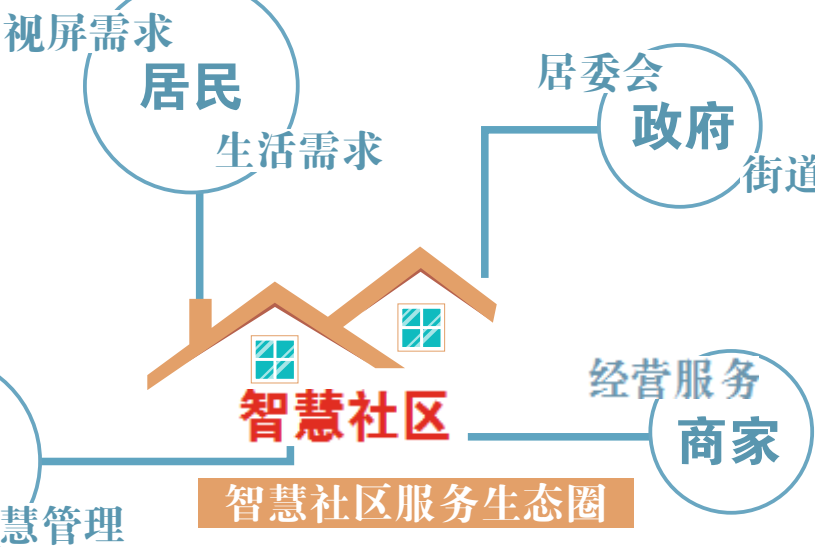 视屏需求
居民
生活需求
居委会
政府
街道
经营服务
商家
智慧社区
慧管理
智慧社区服务生态圈